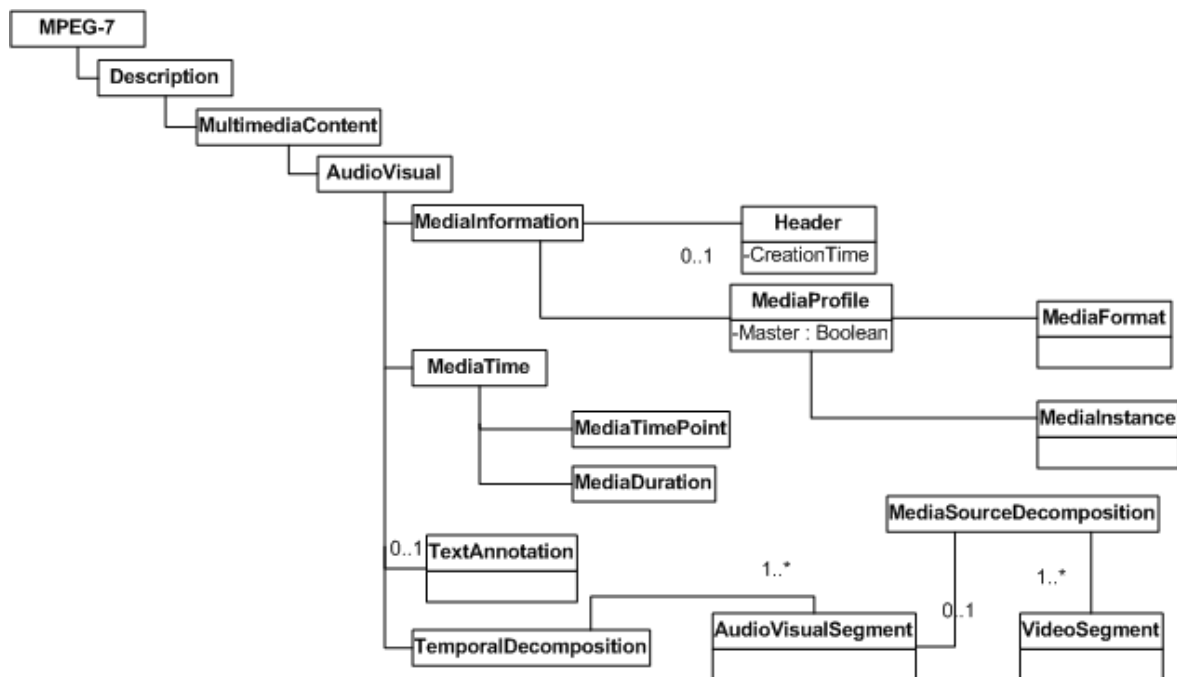 MPEG-7
Description
MultimediaContent
AudioVisual
MediaInformation
Header
0..1
-CreationTime
MediaProfile
-Master : Boolean
MediaFormat
MediaTime
MediaInstance
MediaTimePoint
MediaDuration
MediaSourceDecomposition
0..1
TextAnnotation
1..*
1..*
0..1
AudioVisualSegment
VideoSegment
TemporalDecomposition